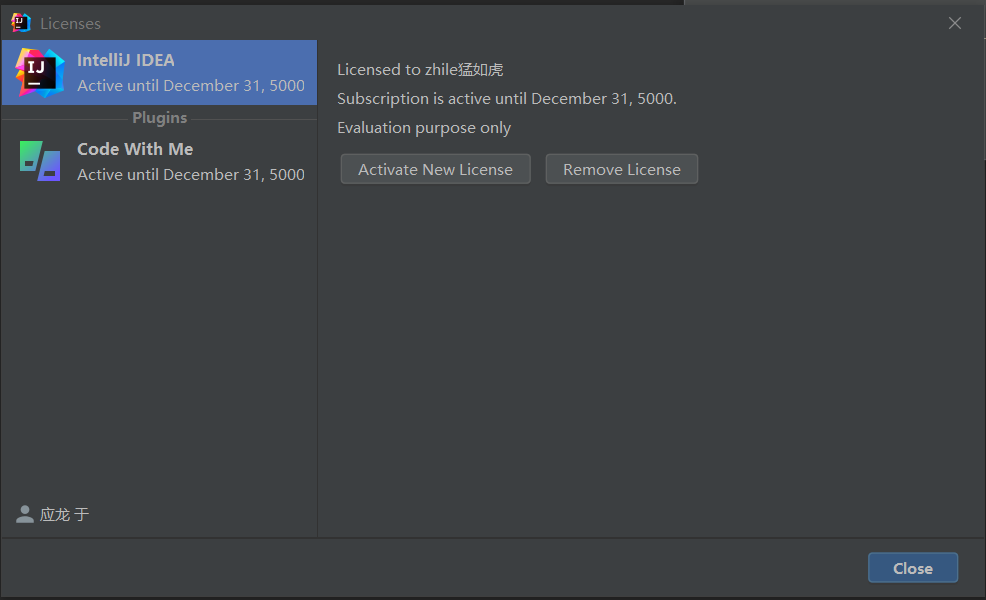 Licenses
IJ
IntelliJ IDEA
Active until December 31, 5000
Plugins
Code With Me
Active until December 31, 5000
应龙 于
Licensed to zhile猛如虎
Subscription is active until December 31, 5000.
Evaluation purpose only
Activate New License
Remove License
Close